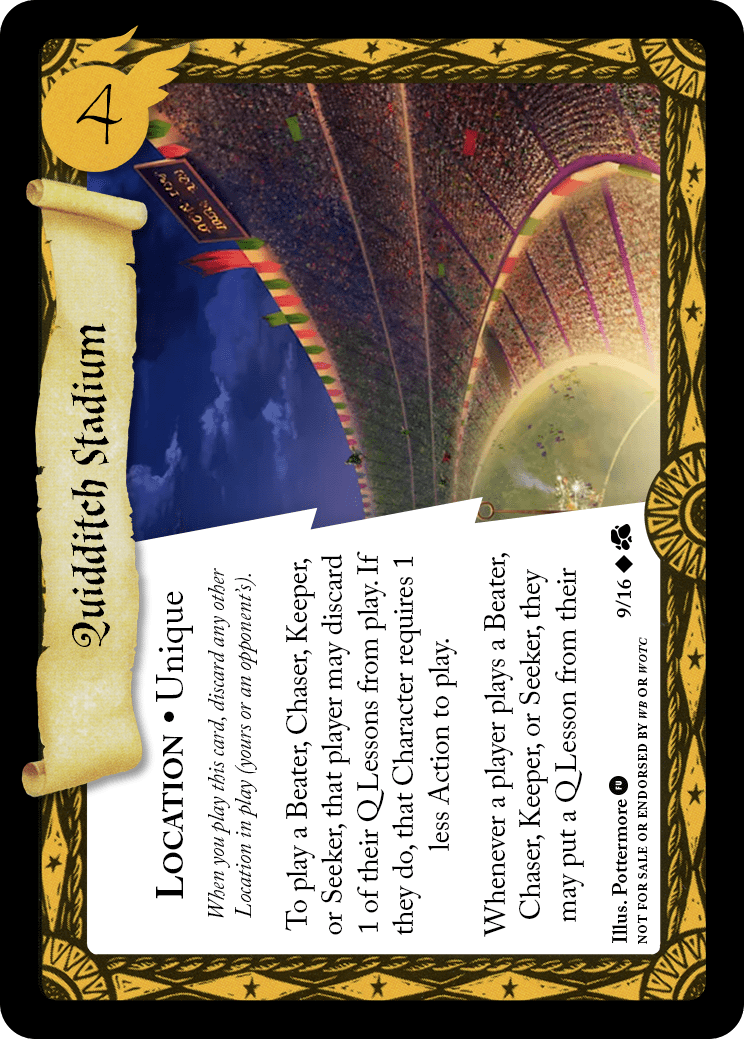 4
Quidditch Stadium
LOCATION • Unique
When you play this card, discard any other
Location in play (yours or an opponent's).
To play a Beater, Chaser, Keeper,
or Seeker, that player may discard
1 of their Q Lessons from play. If
they do, that Character requires 1
less Action to play.
Whenever a player plays a Beater,
Chaser, Keeper, or Seeker, they
may put a Q Lesson from their
Illus. Pottermore FU
9/16
NOT FOR SALE OR ENDORSED BY WB OR WOTC